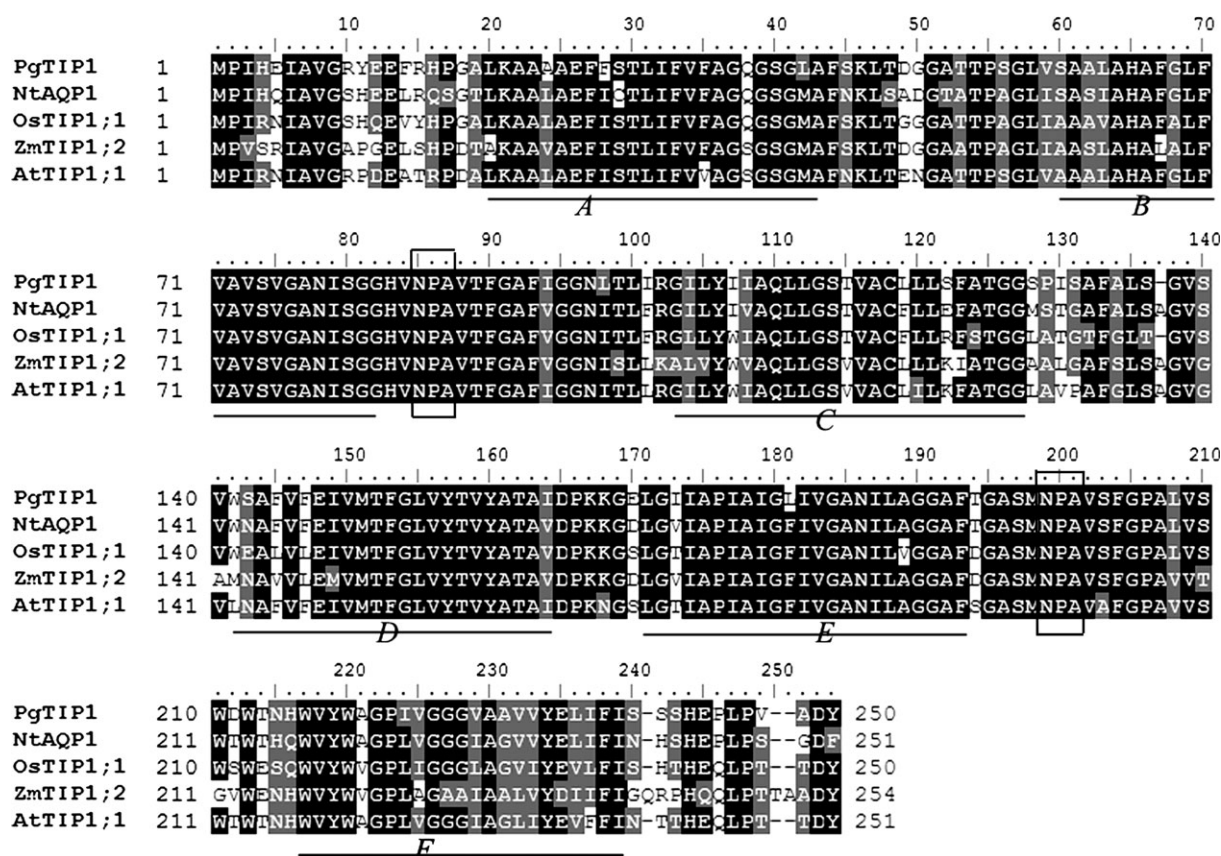 10 20 30 40 50 60 70
PgTIP1 1 MPIHEIAVGRYEEFRHPGALKAAAAEFFSTLIFVFAGQGSGLAFSKLTDGGATTPSGLVSAALAHAFGLF
NtAQP1 1 MPIHQIAVGSHEELRQSGTLKAALAEFICTLIFVFAGQGSGMAFNKLSADGTATPAGLISASIAHAFGLF
OsTIP1;1 1 MPIRNIAVGSHQEVYHPGALKAALAEFISTLIFVFAGQGSGMAFSKLTGGGATTPAGLIAAAVAHAFALF
ZmTIP1;2 1 MPVSRIAVGAPGELSHPDTAKAAVAEFISTLIFVFAGSGSGMAFSKLTDGGAATPAGLIAASLAHALALF
AtTIP1;1 1 MPIRNIAVGRPDEATRPDALKAALAEFISTLIFVVAGSGSGMAFNKLTENGATTPSGLVAAALAHAFGLF
A B
80 90 100 110 120 130 140
PgTIP1 71 VAVSVGANISGGHVNPAVTFGAFIGGNLTLIRGILYIIAQLLGSTVACLLLSFATGGSPISAFALS-GVS
NtAQP1 71 VAVSVGANISGGHVNPAVTFGAFVGGNITLFRGILYIVAQLLGSTVACFLLEFATGGMSTGAFALSAGVS
OsTIP1;1 71 VAVSVGANISGGHVNPAVTFGAFVGGNITLFRGILYWIAQLLGSTVACFLLRFSTGGLAIGTFGLT-GVS
ZmTIP1;2 71 VAVSVGANISGGHVNPAVTFGAFVGGNISLLKALVYWVAQLLGSTVACLLLKIATGGAALGAFSLSAGVG
AtTIP1;1 71 VAVSVGANISGGHVNPAVTFGAFIGGNITLLRGILYWIAQLLGSVVACLILKFATGGLAVPAFGLSAGVG
C
150 160 170 180 190 200 210
PgTIP1 140 VWSAFVFEIVMTFGLVYTVYATAIDPKKGELGIIAPIAIGLIVGANILAGGAFTGASMNPAVSFGPALVS
NtAQP1 141 VWNAFVFEIVMTFGLVYTVYATAVDPKKGDLGVIAPIAIGFIVGANILAGGAFTGASMNPAVSFGPALVS
OsTIP1;1 140 VWEALVLEIVMTFGLVYTVYATAVDPKKGSLGTIAPIAIGFIVGANILVGGAFDGASMNPAVSFGPALVS
ZmTIP1;2 141 AMNAVVLEMVMTFGLVYTVYATAVDPKKGDLGVIAPIAIGFIVGANILAGGAFDGASMNPAVSFGPAVVT
AtTIP1;1 141 VLNAFVFEIVMTFGLVYTVYATAIDPKNGSLGTIAPIAIGFIVGANILAGGAFSGASMNPAVAFGPAVVS
D E
220 230 240 250
PgTIP1 210 WDWTNHWVYWAGPIVGGGVAAVVYELIFIS-SSHEPLPV--ADY 250
NtAQP1 211 WTWTHQWVYWAGPLVGGGIAGVVYELIFIN-HSHEPLPS--GDF 251
OsTIP1;1 210 WSWESQWVYWVGPLIGGGLAGVIYEVLFIS-HTHEQLPT--TDY 250
ZmTIP1;2 211 GVWENHWVYWVGPLAGAAIAALVYDIIFIGQRPHQQLPTTAADY 254
AtTIP1;1 211 WTWTNHWVYWAGPLVGGGIAGLIYEVFFIN-TTHEQLPT--TDY 251
F